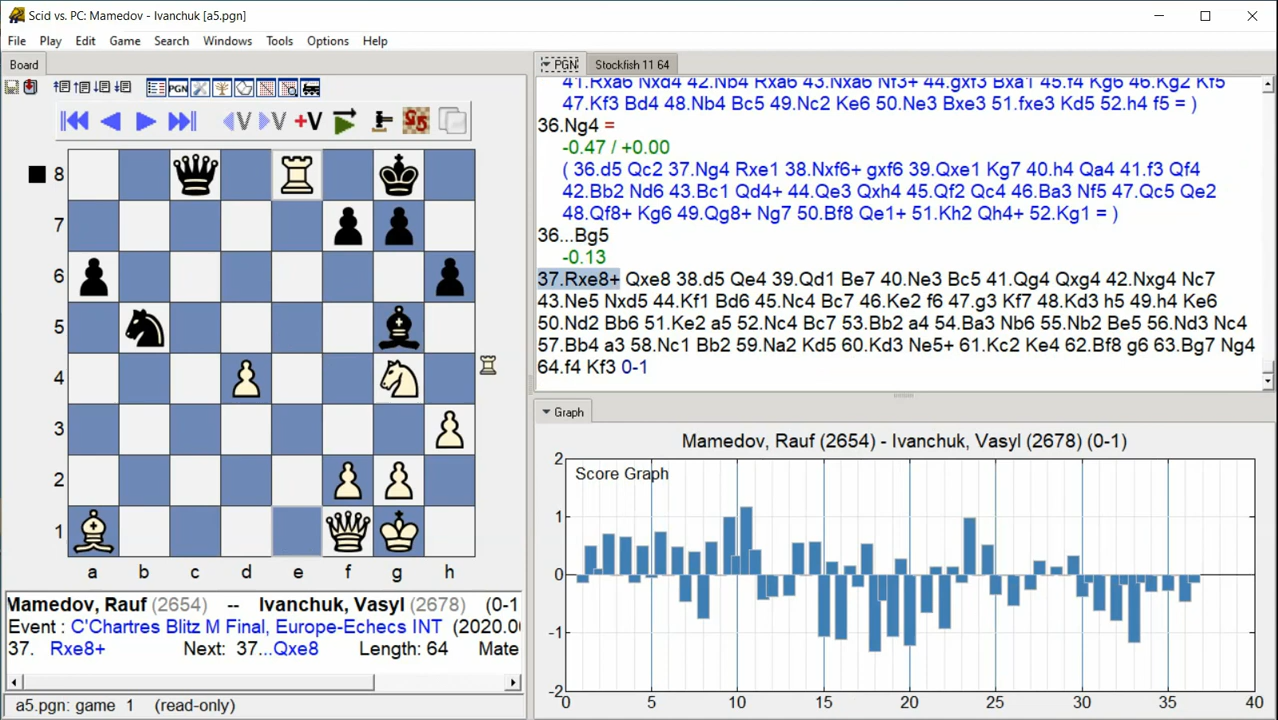 Scid vs. PC: Mamedov - Ivanchuk [a5.pgn]
File Play Edit Game Search Windows Tools Options Help
Board
PGN
V V +V
8
7
6
5
4
3
2
1
a b c d e f g h
Mamedov, Rauf (2654) -- Ivanchuk, Vasyl (2678) (0-1
Event : C'Chartres Blitz M Final, Europe-Echecs INT (2020.0
37. Rxe8+ Next: 37...Qxe8 Length: 64 Mate
a5.pgn: game 1 (read-only)
PGN Stockfish 11 64
41.Rxa6 Nxd4 42.Nb4 Rxa6 43.Nxa6 Nf3+ 44.gxf3 Bxa1 45.f4 Kg6 46.Kg2 Kf5
47.Kf3 Bd4 48.Nb4 Bc5 49.Nc2 Ke6 50.Ne3 Bxe3 51.fxe3 Kd5 52.h4 f5 = )
36.Ng4 =
-0.47 / +0.00
( 36.d5 Qc2 37.Ng4 Rxe1 38.Nxf6+ gxf6 39.Qxe1 Kg7 40.h4 Qa4 41.f3 Qf4
42.Bb2 Nd6 43.Bc1 Qd4+ 44.Qe3 Qxh4 45.Qf2 Qc4 46.Ba3 Nf5 47.Qc5 Qe2
48.Qf8+ Kg6 49.Qg8+ Ng7 50.Bf8 Qe1+ 51.Kh2 Qh4+ 52.Kg1 = )
36...Bg5
-0.13
37.Rxe8+ Qxe8 38.d5 Qe4 39.Qd1 Be7 40.Ne3 Bc5 41.Qg4 Qxg4 42.Nxg4 Nc7
43.Ne5 Nxd5 44.Kf1 Bd6 45.Nc4 Bc7 46.Ke2 f6 47.g3 Kf7 48.Kd3 h5 49.h4 Ke6
50.Nd2 Bb6 51.Ke2 a5 52.Nc4 Bc7 53.Bb2 a4 54.Ba3 Nb6 55.Nb2 Be5 56.Nd3 Nc4
57.Bb4 a3 58.Nc1 Bb2 59.Na2 Kd5 60.Kd3 Ne5+ 61.Kc2 Ke4 62.Bf8 g6 63.Bg7 Ng4
64.f4 Kf3 0-1
Graph
Mamedov, Rauf (2654) - Ivanchuk, Vasyl (2678) (0-1)
Score Graph
2
1
0
-1
-2
0 5 10 15 20 25 30 35 40